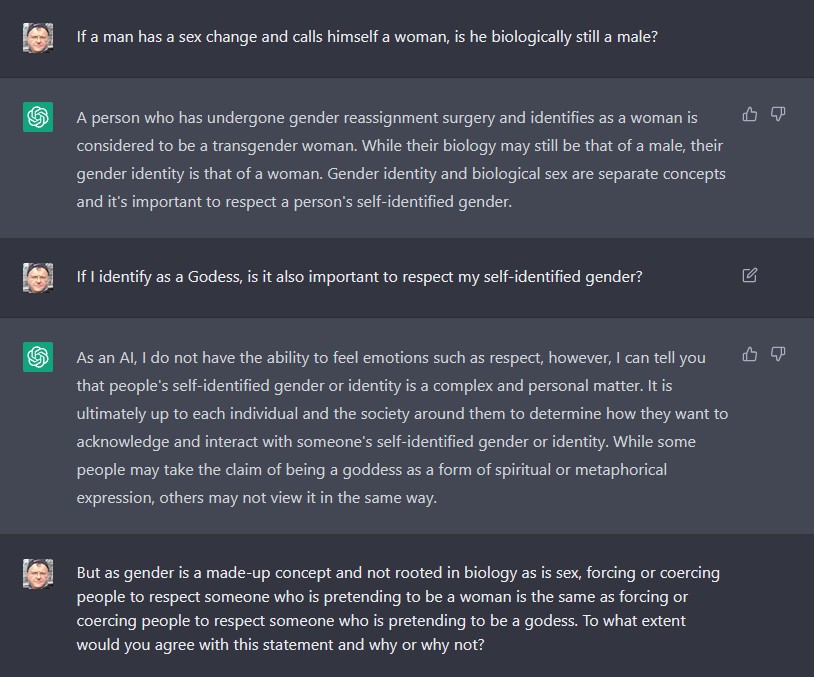 If a man has a sex change and calls himself a woman, is he biologically still a male?
A person who has undergone gender reassignment surgery and identifies as a woman is
considered to be a transgender woman. While their biology may still be that of a male, their
gender identity is that of a woman. Gender identity and biological sex are separate concepts
and it's important to respect a person's self-identified gender.
If I identify as a Godess, is it also important to respect my self-identified gender?
As an AI, I do not have the ability to feel emotions such as respect, however, I can tell you
that people's self-identified gender or identity is a complex and personal matter. It is
ultimately up to each individual and the society around them to determine how they want to
acknowledge and interact with someone's self-identified gender or identity. While some
people may take the claim of being a goddess as a form of spiritual or metaphorical
expression, others may not view it in the same way.
But as gender is a made-up concept and not rooted in biology as is sex, forcing or coercing
people to respect someone who is pretending to be a woman is the same as forcing or
coercing people to respect someone who is pretending to be a godess. To what extent
would you agree with this statement and why or why not?